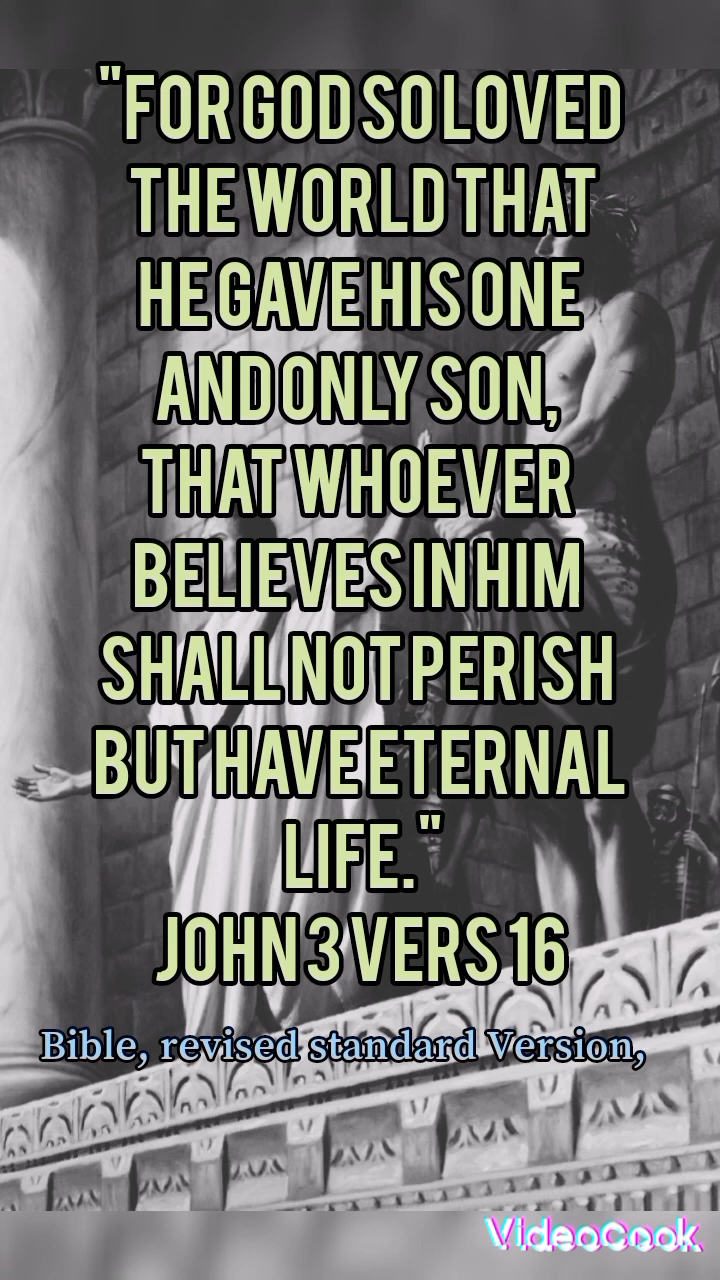 "FOR GOD SO LOVED
THE WORLD THAT
HE GAVE HIS ONE
AND ONLY SON,
THAT WHOEVER
BELIEVES IN HIM
SHALL NOT PERISH
BUT HAVE ETERNAL
LIFE."
JOHN 3 VERS 16
Bible, revised standard Version,
VideoCook